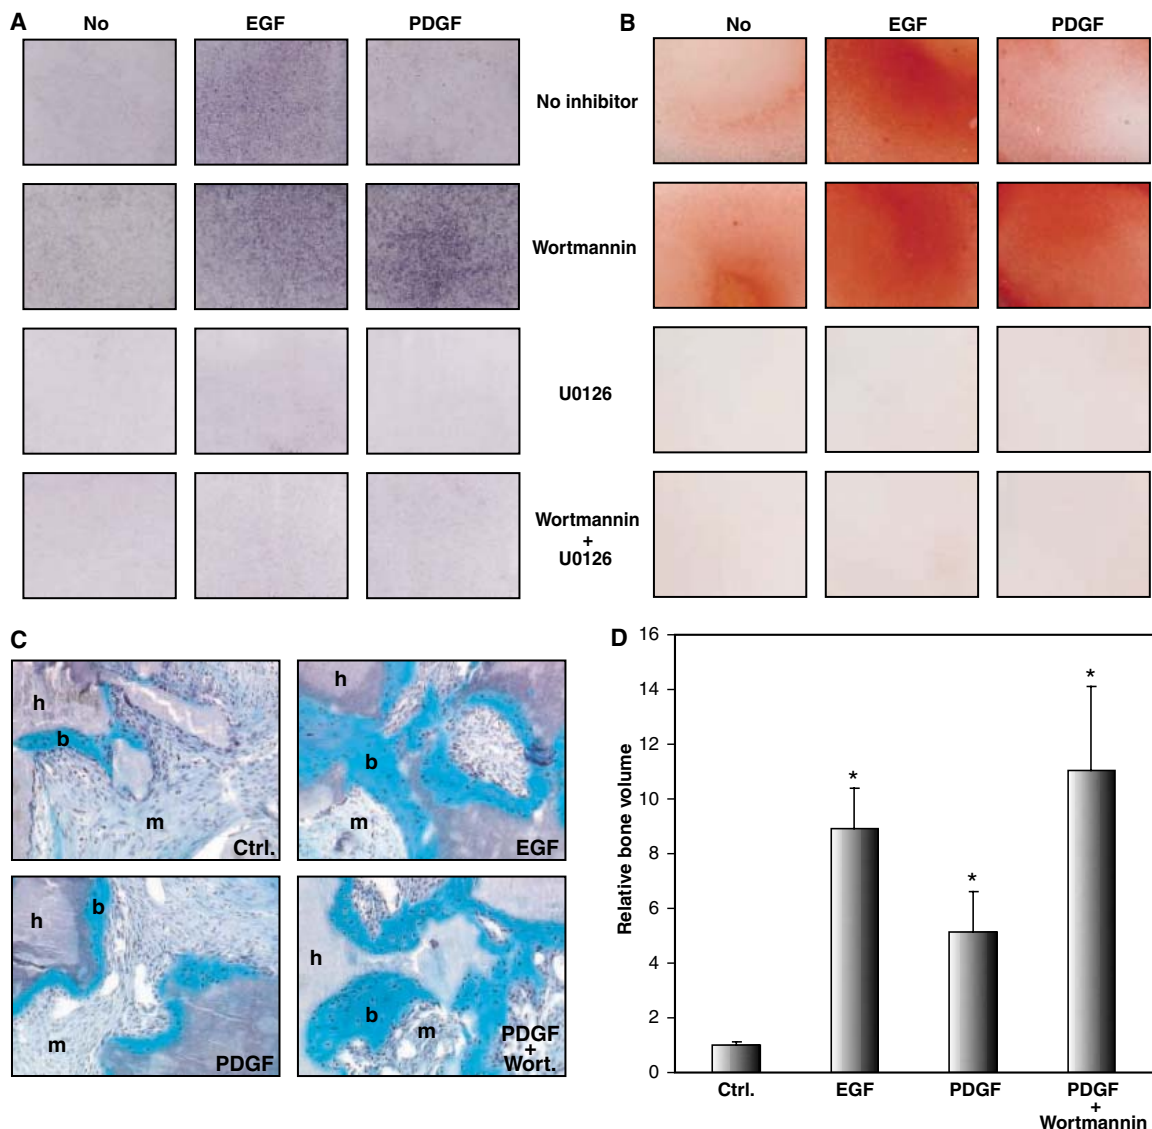 A
No EGF PDGF
B
No EGF PDGF
No inhibitor
Wortmannin
U0126
Wortmannin
+
U0126
C
h
b
m
Ctrl.
h
b
m
EGF
h
b
m
PDGF
h
b
m
PDGF
+
Wort.
D
Relative bone volume
16
14
12
10
8
6
4
2
0
*
*
*
Ctrl.
EGF
PDGF
PDGF
+
Wortmannin